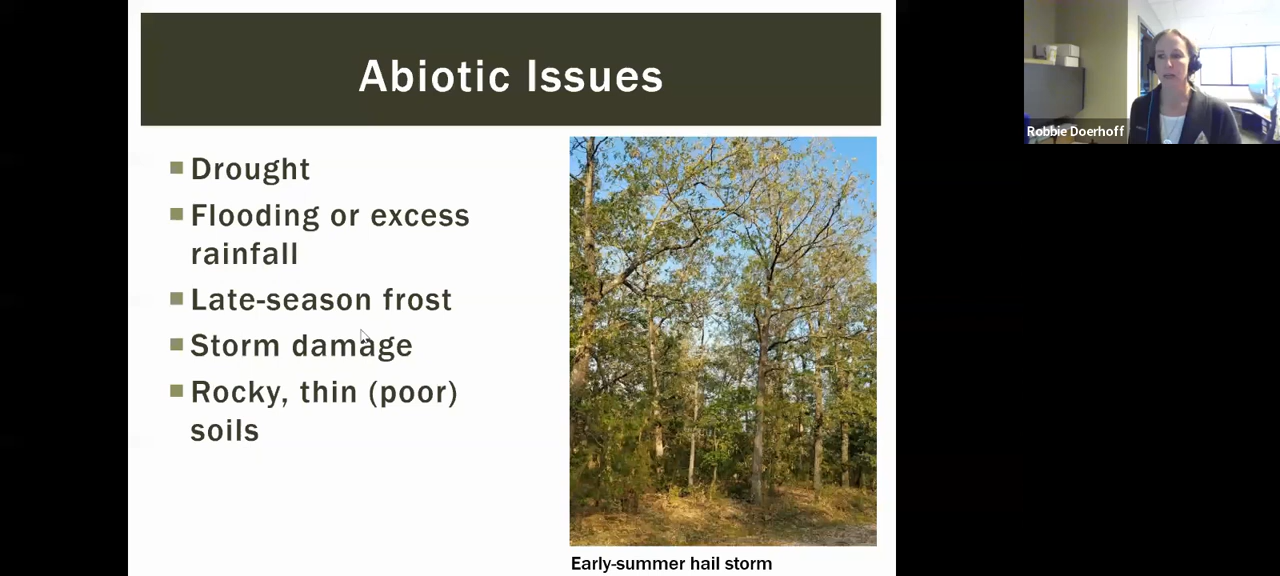 Abiotic Issues
Robbie Doerhoff
Drought
Flooding or excess
rainfall
Late-season frost
Storm damage
Rocky, thin (poor)
soils
Early-summer hail storm